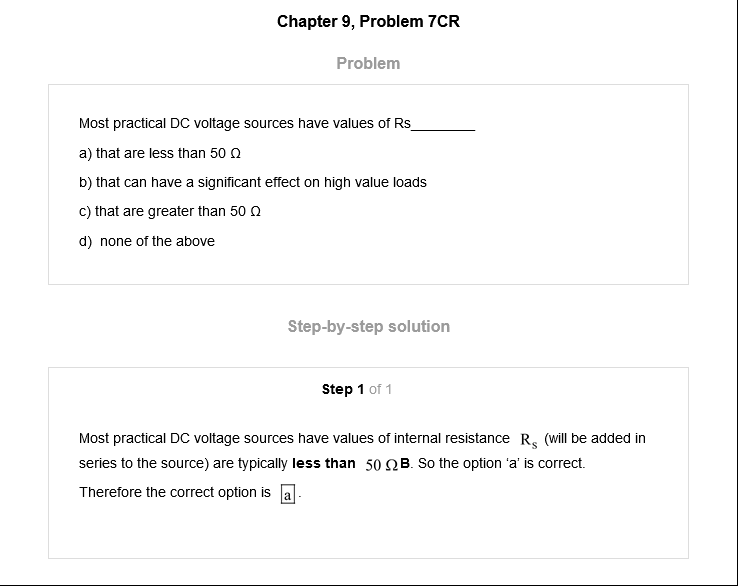 Chapter 9, Problem 7CR
Problem
Most practical DC voltage sources have values of Rs________
a) that are less than 50 Ω
b) that can have a significant effect on high value loads
c) that are greater than 50 Ω
d)  none of the above
Step-by-step solution
Step 1 of 1
Most practical DC voltage sources have values of internal resistance Rs (will be added in
series to the source) are typically less than 50 ΩB. So the option ‘a’ is correct.
Therefore the correct option is a.